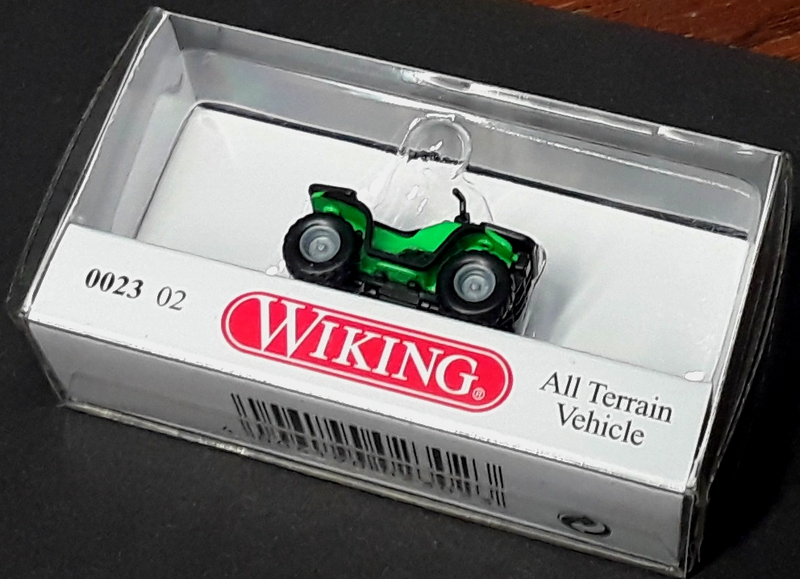 0023 02
WIKING®
All Terrain
Vehicle